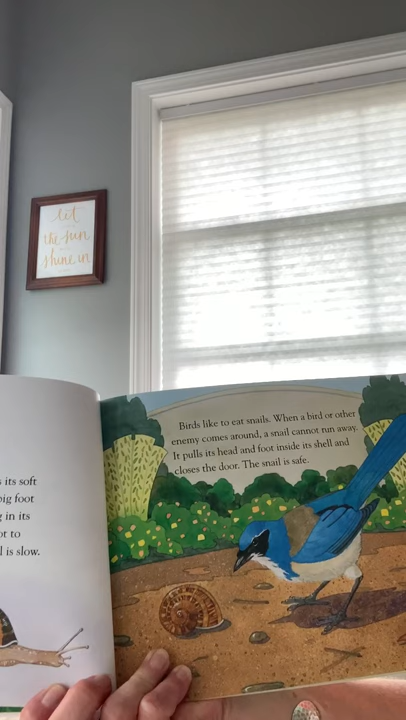 let
the sun
shine in
s its soft
big foot
g in its
ot to
l is slow.
Birds like to eat snails. When a bird or other
enemy comes around, a snail cannot run away.
It pulls its head and foot inside its shell and
closes the door. The snail is safe.